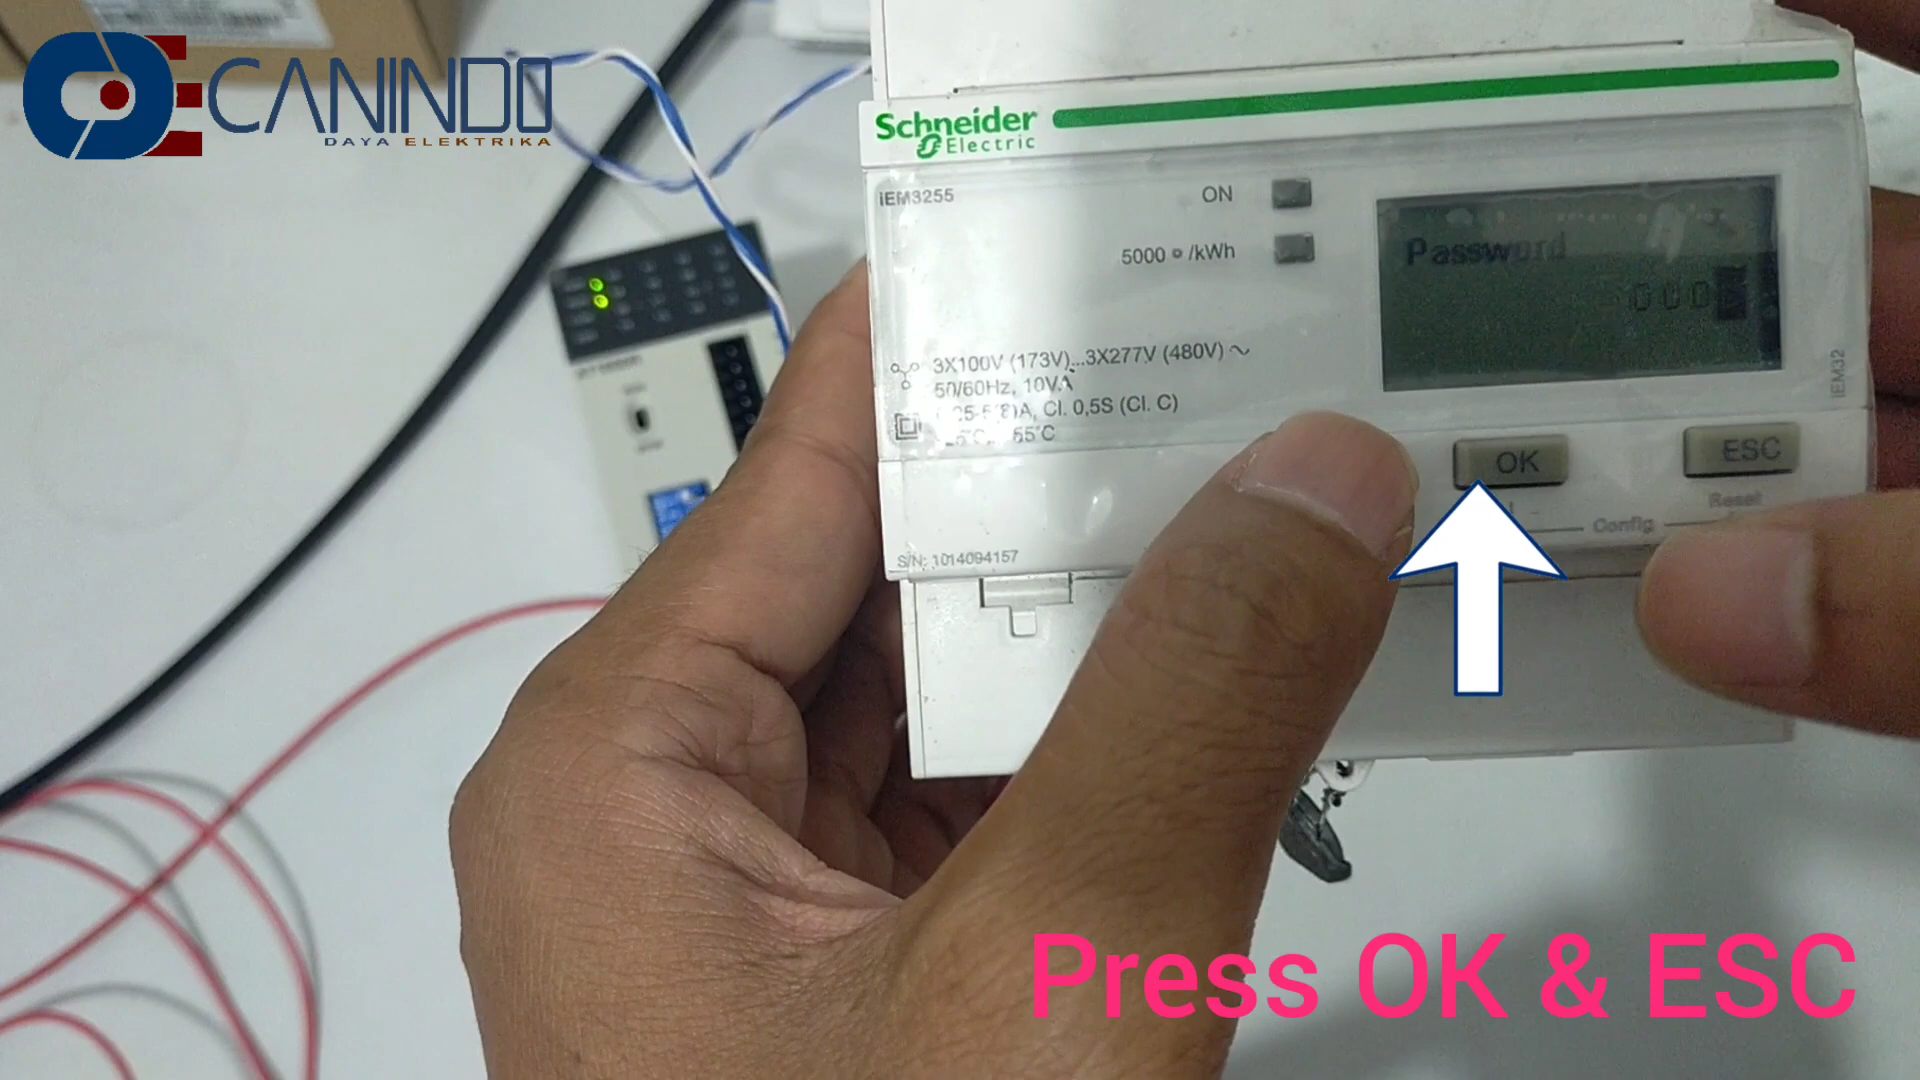 CANINDO
DAYA ELEKTRIKA
Schneider
Electric
iEM3255
ON
5000 /kWh
Password
000
3X100V (173V)...3X277V (480V)
50/60Hz, 10VA
A, Cl. 0,5S (Cl. C)
OK
ESC
Reset
Config
S/N: 1014094157
iEM32
Press OK & ESC